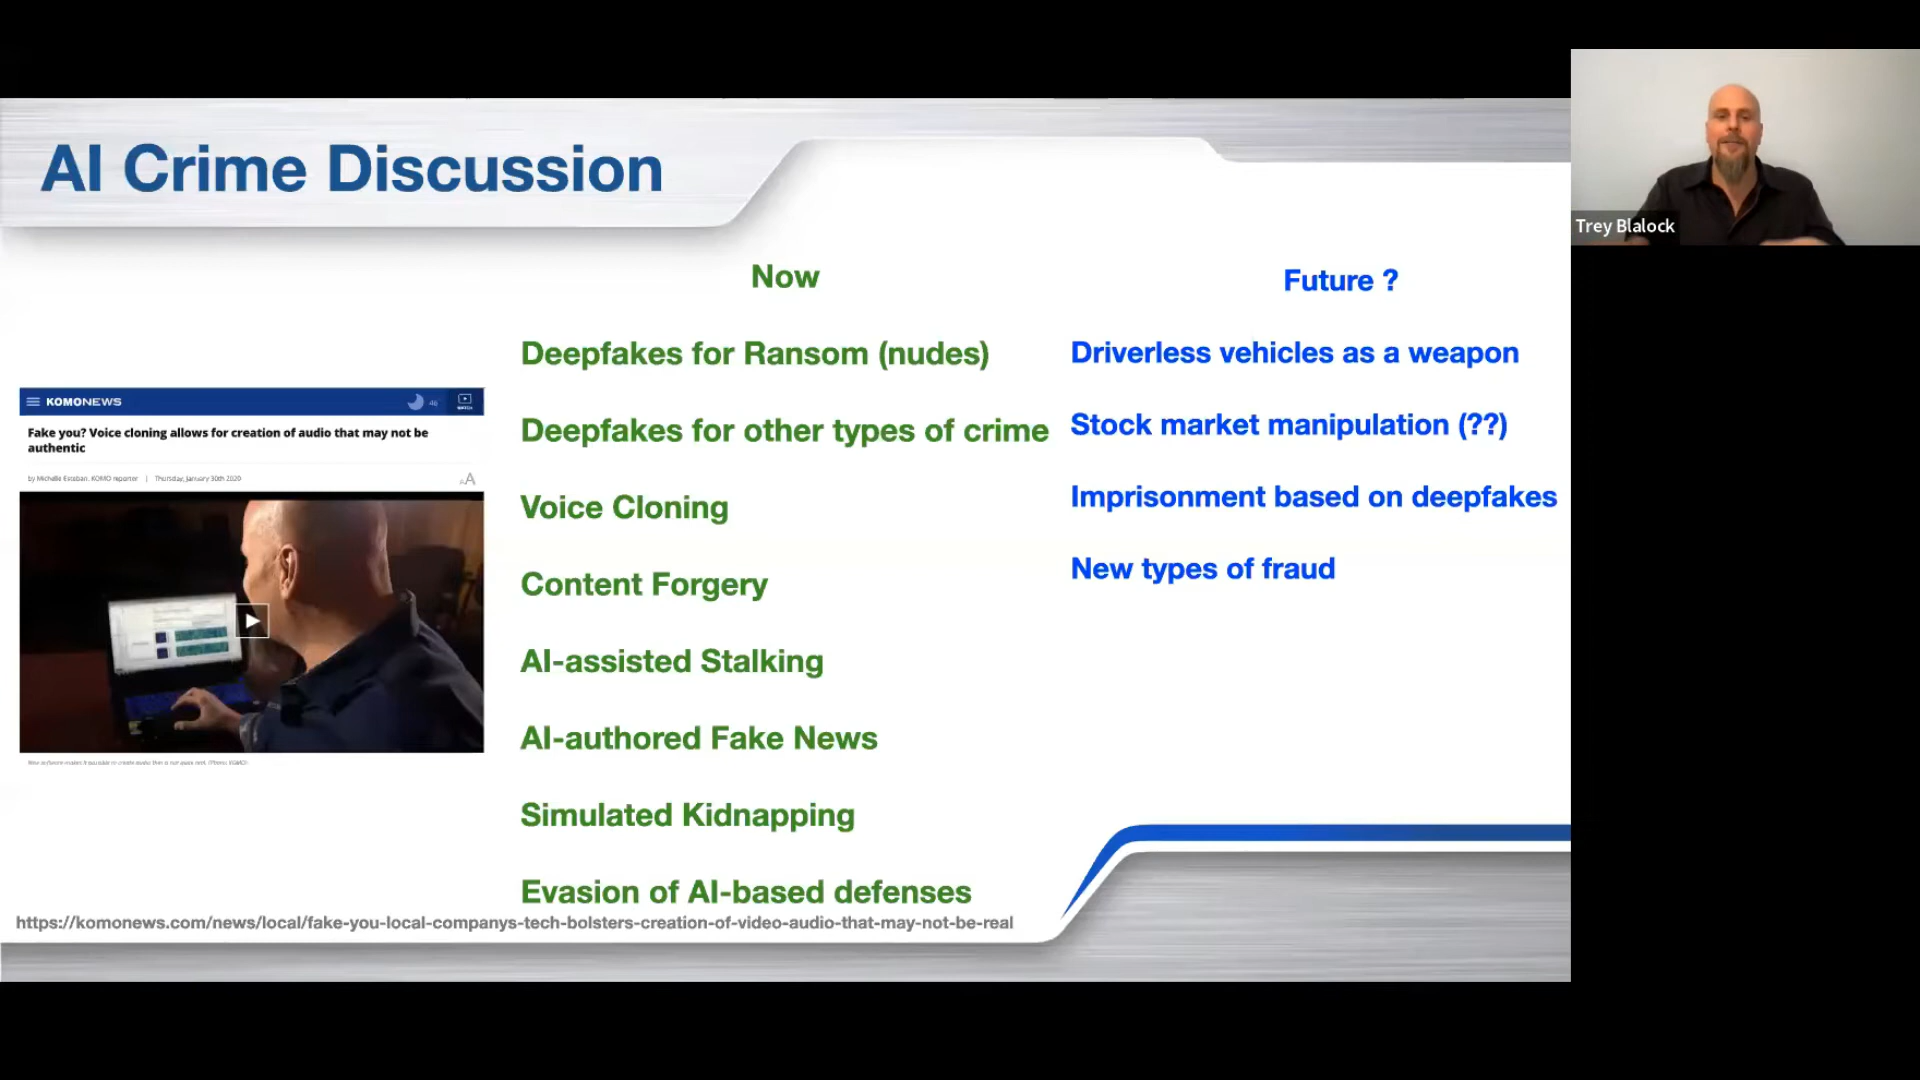 AI Crime Discussion
Now
Deepfakes for Ransom (nudes)
Deepfakes for other types of crime
Voice Cloning
Content Forgery
AI-assisted Stalking
AI-authored Fake News
Simulated Kidnapping
Evasion of AI-based defenses
Future ?
Driverless vehicles as a weapon
Stock market manipulation (??)
Imprisonment based on deepfakes
New types of fraud
KOMONEWS
WATCH
Fake you? Voice cloning allows for creation of audio that may not be
authentic
by Michelle Esteban, KOMO reporter | Thursday, January 30th 2020
AA
https://komonews.com/news/local/fake-you-local-companys-tech-bolsters-creation-of-video-audio-that-may-not-be-real
Trey Blalock